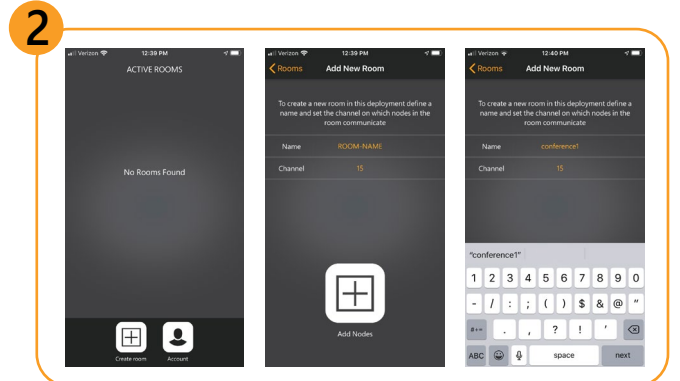 2
Verizon 12:39 PM
ACTIVE ROOMS
No Rooms Found
Create room Account
Verizon 12:39 PM
Rooms Add New Room
To create a new room in this deployment define a
name and set the channel on which nodes in the
room communicate
Name ROOM-NAME
Channel 15
Add Nodes
Verizon 12:40 PM
Rooms Add New Room
To create a new room in this deployment define a
name and set the channel on which nodes in the
room communicate
Name conference1
Channel 15
"conference1"
1 2 3 4 5 6 7 8 9 0
- / : ; ( ) $ & @ "
#+= . , ? ! '
ABC space next